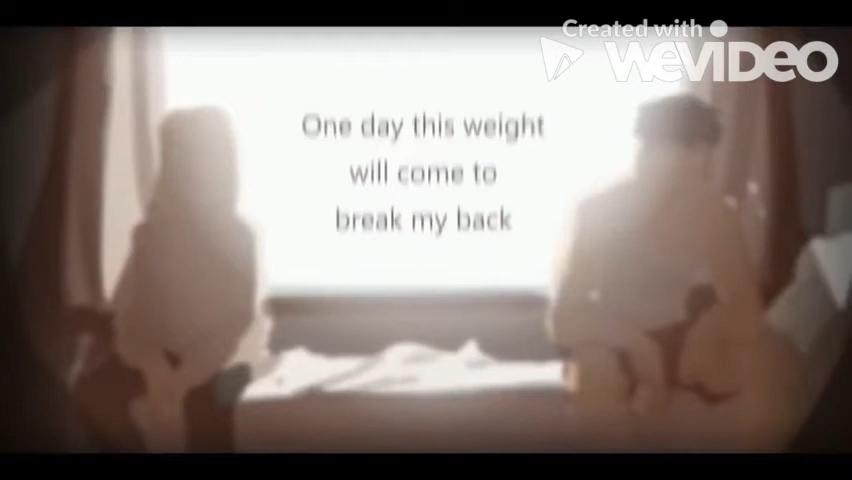 Created with
WEVIDEO
One day this weight
will come to
break my back